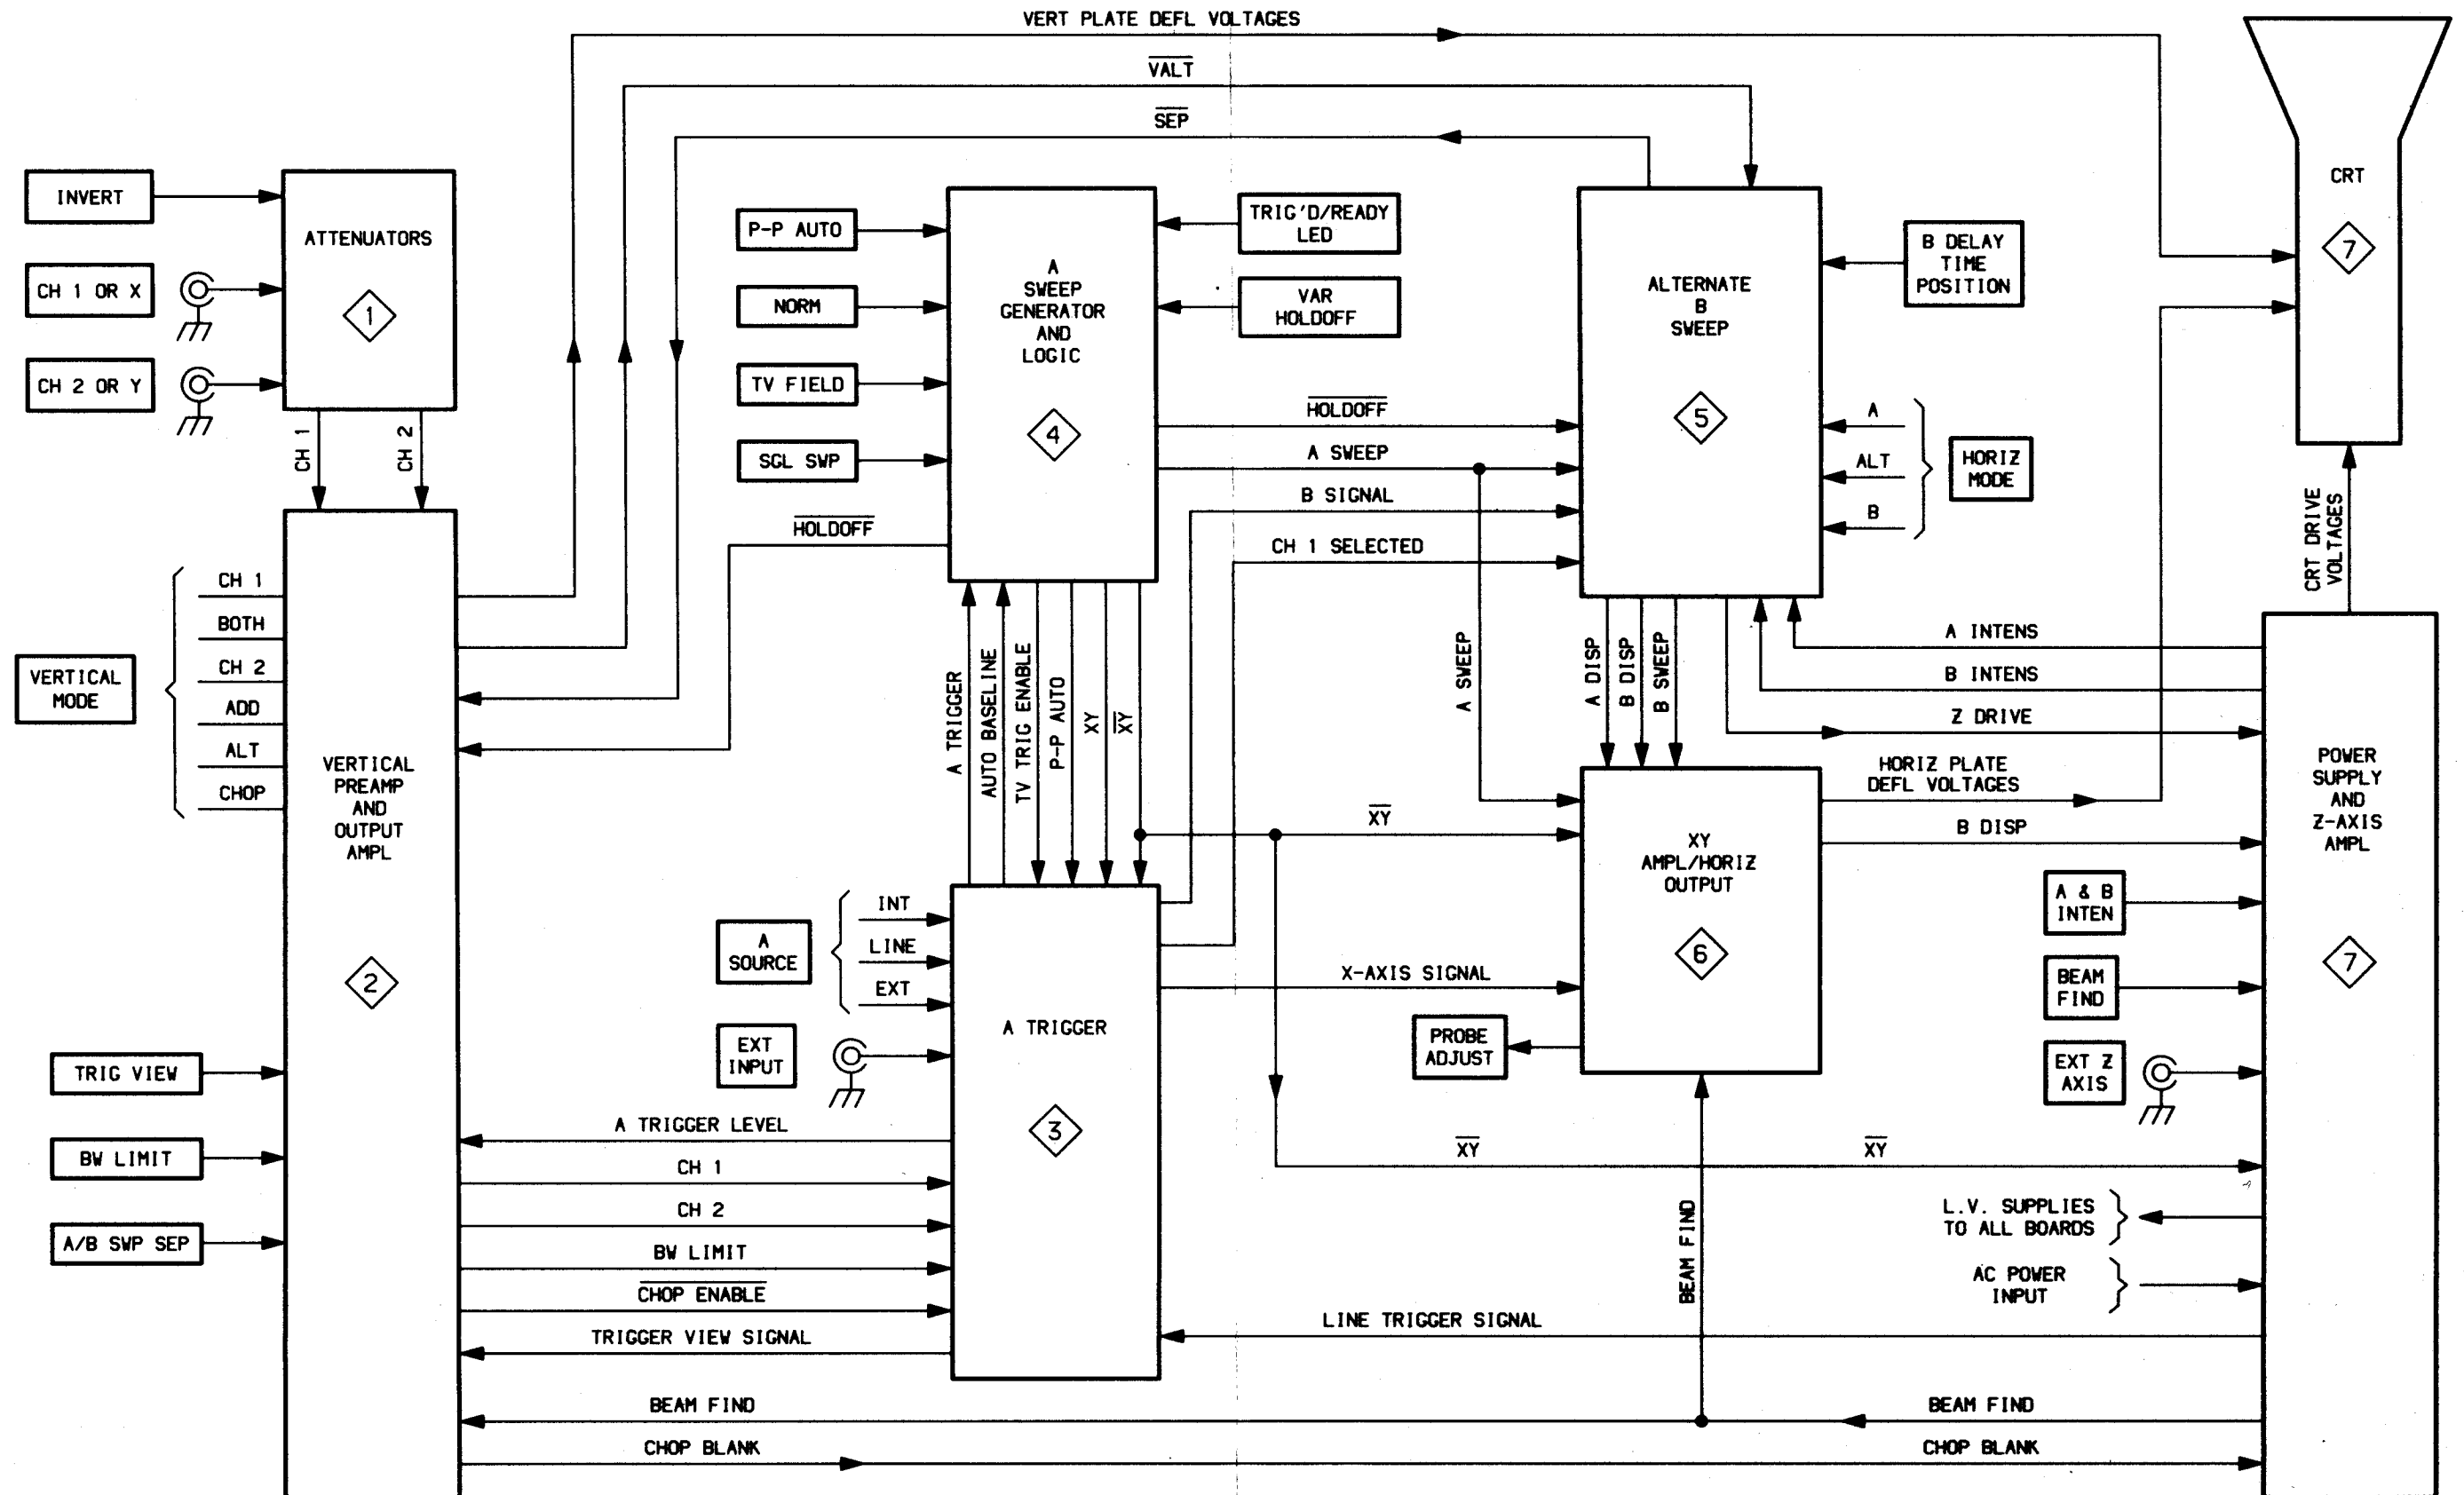 VERT PLATE DEFL VOLTAGES
VALT
SEP
INVERT
CH 1 OR X
CH 2 OR Y
ATTENUATORS
1
CH 1
CH 2
P-P AUTO
NORM
TV FIELD
SGL SWP
A
SWEEP
GENERATOR
AND
LOGIC
4
TRIG'D/READY
LED
VAR
HOLDOFF
ALTERNATE
B
SWEEP
5
B DELAY
TIME
POSITION
A
ALT
B
HORIZ
MODE
CRT
7
CRT DRIVE
VOLTAGES
HOLDOFF
A SWEEP
B SIGNAL
CH 1 SELECTED
HOLDOFF
VERTICAL
MODE
CH 1
BOTH
CH 2
ADD
ALT
CHOP
VERTICAL
PREAMP
AND
OUTPUT
AMPL
2
TRIG VIEW
BW LIMIT
A/B SWP SEP
A TRIGGER
AUTO BASELINE
TV TRIG ENABLE
P-P AUTO
XY
XY
A SWEEP
A DISP
B DISP
B SWEEP
A INTENS
B INTENS
Z DRIVE
HORIZ PLATE
DEFL VOLTAGES
B DISP
XY
XY
AMPL/HORIZ
OUTPUT
6
POWER
SUPPLY
AND
Z-AXIS
AMPL
7
A & B
INTEN
BEAM
FIND
EXT Z
AXIS
A
SOURCE
INT
LINE
EXT
EXT
INPUT
A TRIGGER
3
X-AXIS SIGNAL
PROBE
ADJUST
A TRIGGER LEVEL
CH 1
CH 2
BW LIMIT
CHOP ENABLE
TRIGGER VIEW SIGNAL
XY
XY
BEAM FIND
L.V. SUPPLIES
TO ALL BOARDS
AC POWER
INPUT
LINE TRIGGER SIGNAL
BEAM FIND
BEAM FIND
CHOP BLANK
CHOP BLANK